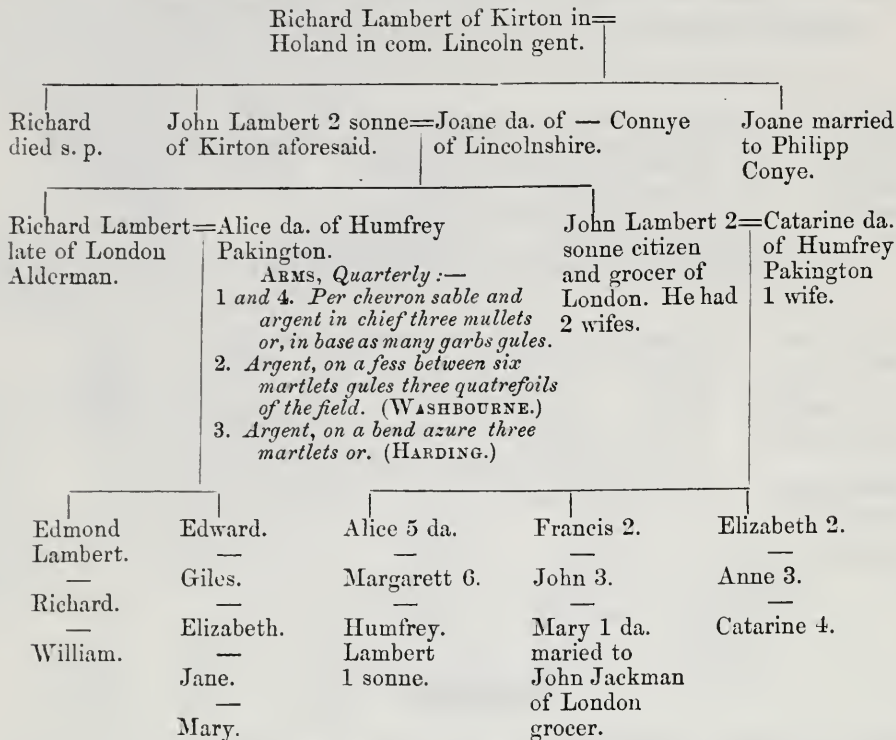 Richard Lambert of Kirton in=
Holand in com. Lincoln gent.
Richard
died s. p.
John Lambert 2 sonne=Joane da. of — Connye
of Kirton aforesaid. of Lincolnshire.
Joane married
to Philipp
Conye.
Richard Lambert=Alice da. of Humfrey
late of London Pakington.
Alderman.
ARMS, Quarterly :—
1 and 4. Per chevron sable and
argent in chief three mullets
or, in base as many garbs gules.
2. Argent, on a fess between six
martlets gules three quatrefoils
of the field. (WASHBOURNE.)
3. Argent, on a bend azure three
martlets or. (HARDING.)
John Lambert 2=Catarine da.
sonne citizen of Humfrey
and grocer of Pakington
London. He had 1 wife.
2 wifes.
Edmond
Lambert.
—
Richard.
—
William.
Edward.
—
Giles.
—
Elizabeth.
—
Jane.
—
Mary.
Alice 5 da.
—
Margarett 6.
—
Humfrey.
Lambert
1 sonne.
Francis 2.
—
John 3.
—
Mary 1 da.
maried to
John Jackman
of London
grocer.
Elizabeth 2.
—
Anne 3.
—
Catarine 4.